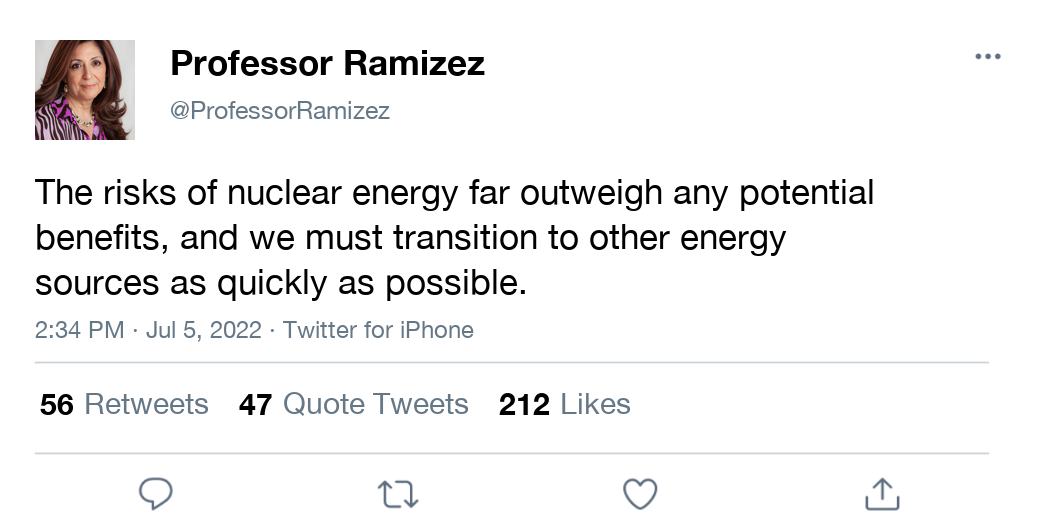 Professor Ramizez
@ProfessorRamizez
The risks of nuclear energy far outweigh any potential
benefits, and we must transition to other energy
sources as quickly as possible.
2:34 PM · Jul 5, 2022 · Twitter for iPhone
56 Retweets 47 Quote Tweets 212 Likes